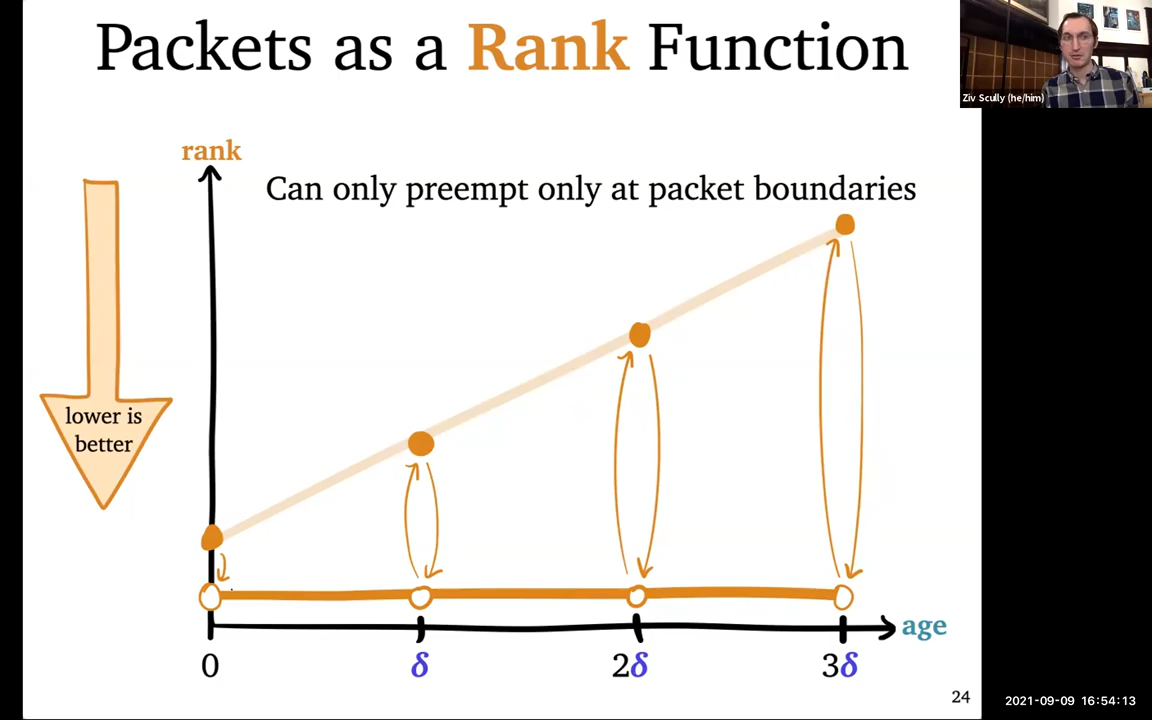 Packets as a Rank Function
Ziv Scully (he/him)
rank
Can only preempt only at packet boundaries
lower is
better
age
0
δ
2δ
3δ
24
2021-09-09 16:54:13